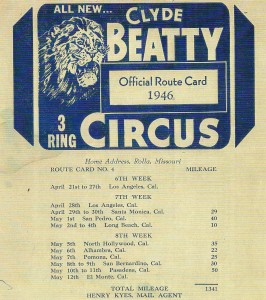 ALL NEW...
CLYDE
BEATTY
Official Route Card
1946
3 RING CIRCUS
Home Address, Rolla, Missouri
ROUTE CARD NO. 4 MILEAGE
6TH WEEK
April 21st to 27th Los Angeles, Cal.
7TH WEEK
April 28th Los Angeles, Cal.
April 29th to 30th Santa Monica, Cal. 29
May 1st San Pedro, Cal. 40
May 2nd to 4th Long Beach, Cal. 10
8TH WEEK
May 5th North Hollywood, Cal. 35
May 6th Alhambra, Cal. 32
May 7th Pomona, Cal. 25
May 8th to 9th San Bernardino, Cal. 35
May 10th to 11th Pasadena, Cal. 50
May 12th El Monte, Cal.
TOTAL MILEAGE 1341
HENRY KYES, MAIL AGENT